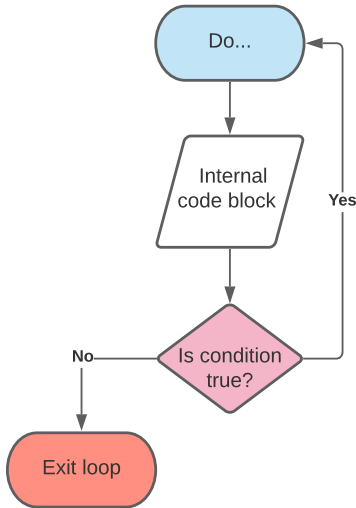 Do...
Internal
code block
Yes
Is condition
true?
No
Exit loop